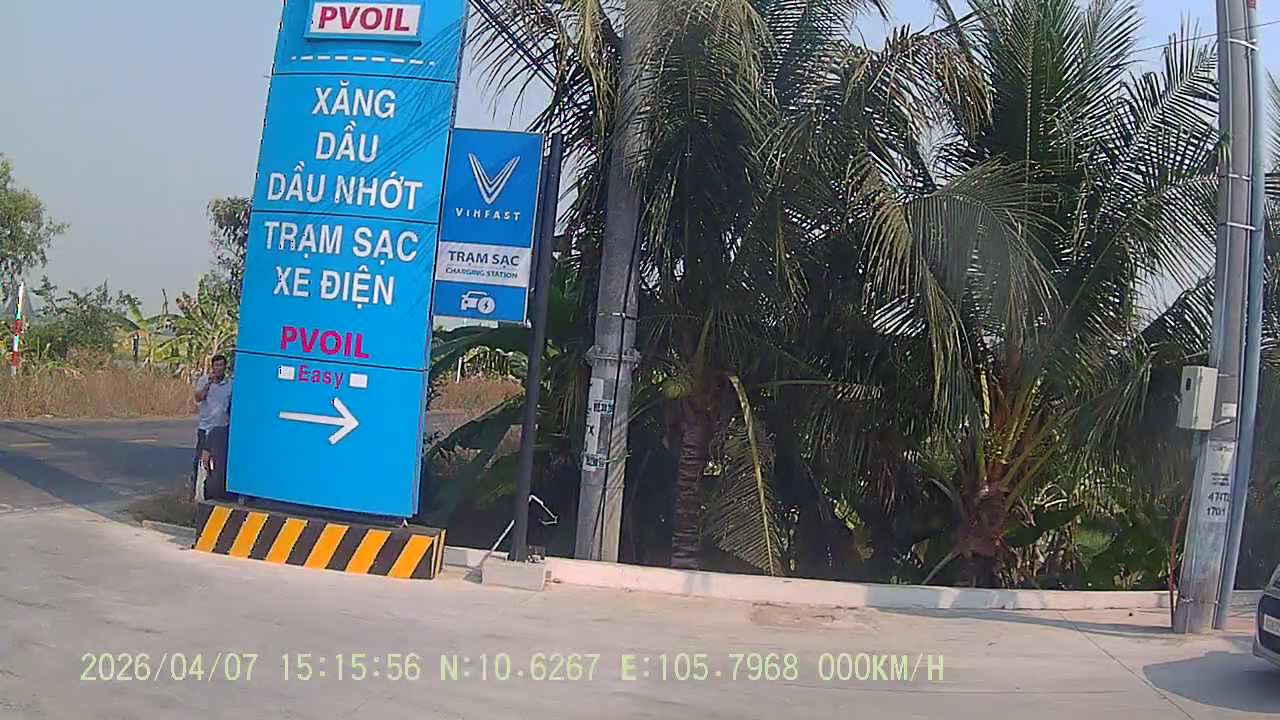 PVOIL
XĂNG
DẦU
DẦU NHỚT
TRẠM SẠC
XE ĐIỆN
PVOIL
Easy
VINFAST
TRẠM SẠC
CHARGING STATION
2026/04/07 15:15:56 N:10.6267 E:105.7968 000KM/H